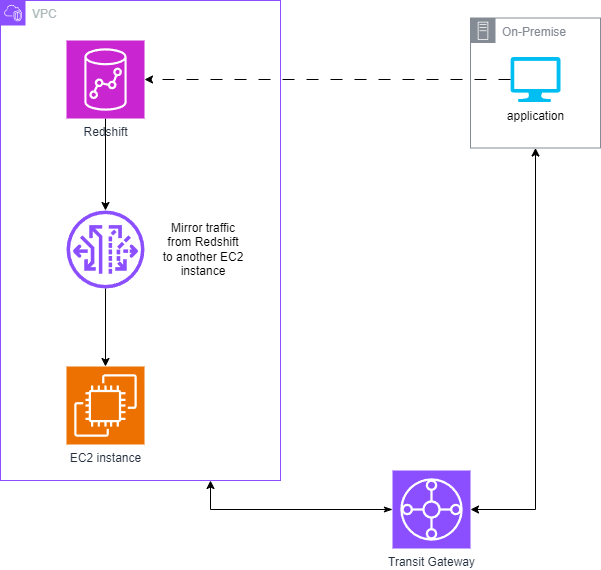 VPC
On-Premise
application
Redshift
Mirror traffic
from Redshift
to another EC2
instance
EC2 instance
Transit Gateway